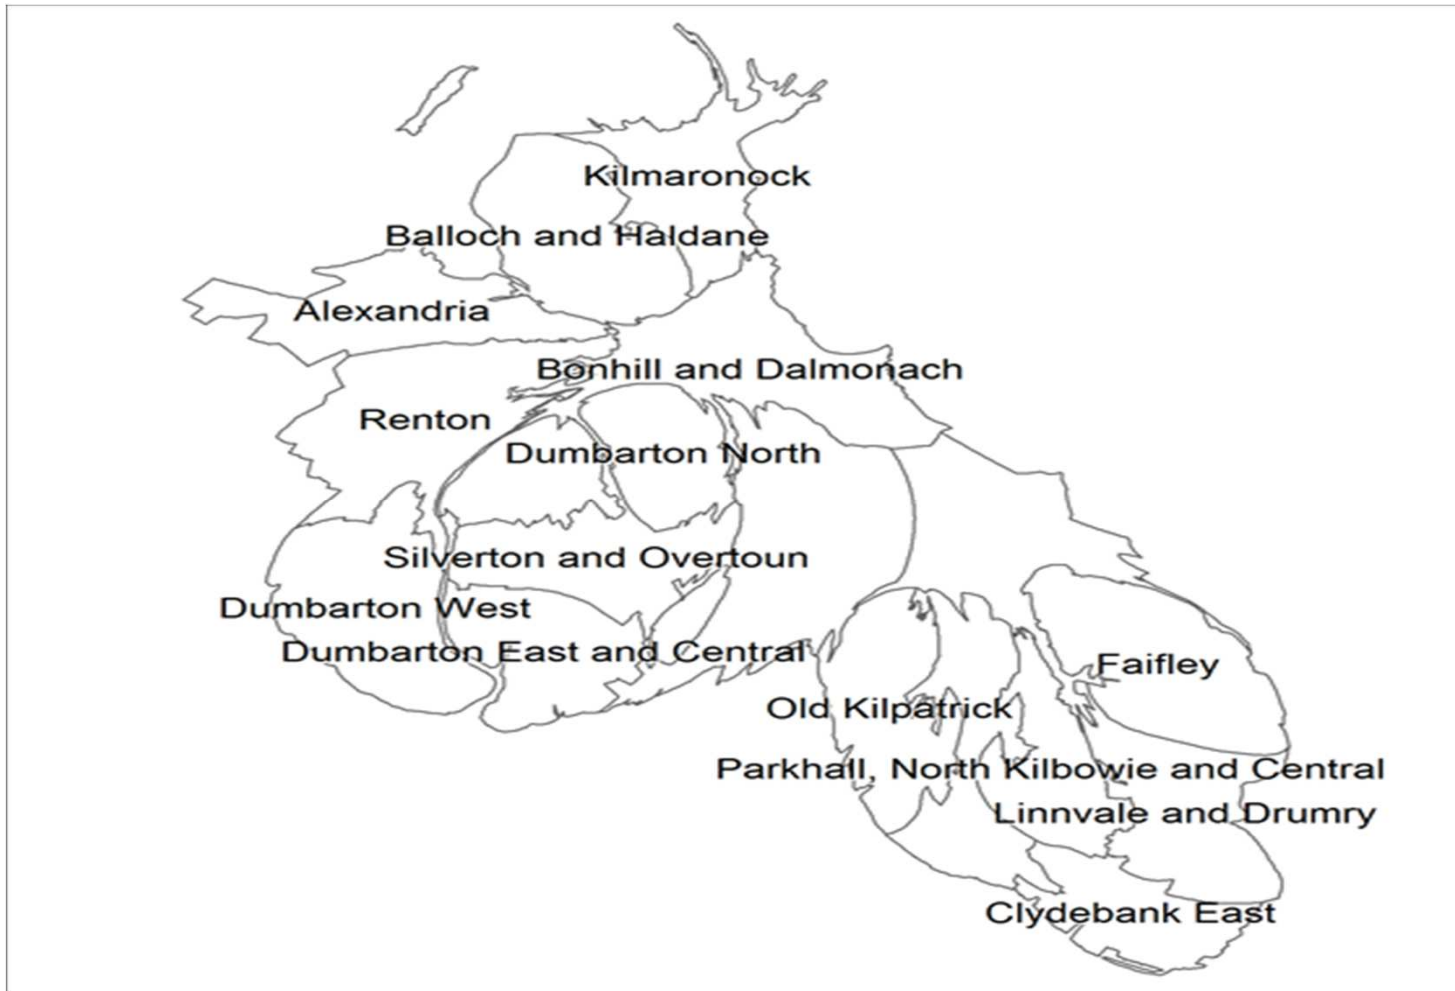 Kilmaronock
Balloch and Haldane
Alexandria
Bonhill and Dalmonach
Renton
Dumbarton North
Silverton and Overtoun
Dumbarton West
Dumbarton East and Central
Faifley
Old Kilpatrick
Parkhall, North Kilbowie and Central
Linnvale and Drumry
Clydebank East